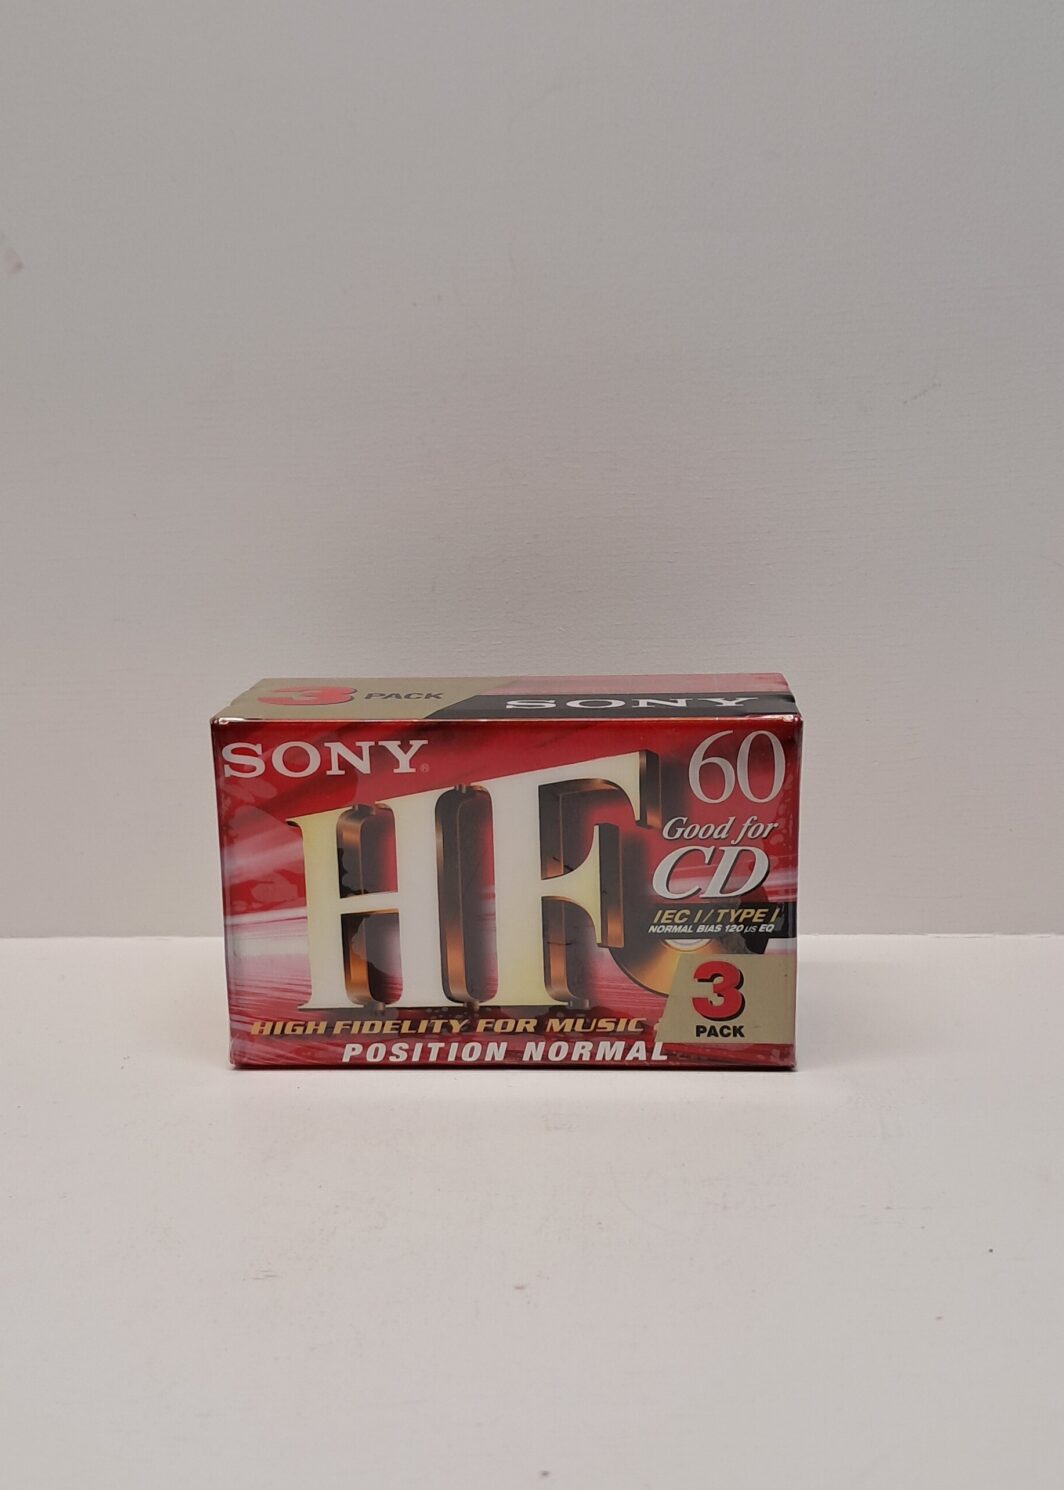 3 PACK SONY
SONY
60
HF
Good for
CD
IEC I / TYPE I
NORMAL BIAS 120 µs EQ
3
PACK
HIGH FIDELITY FOR MUSIC
POSITION NORMAL